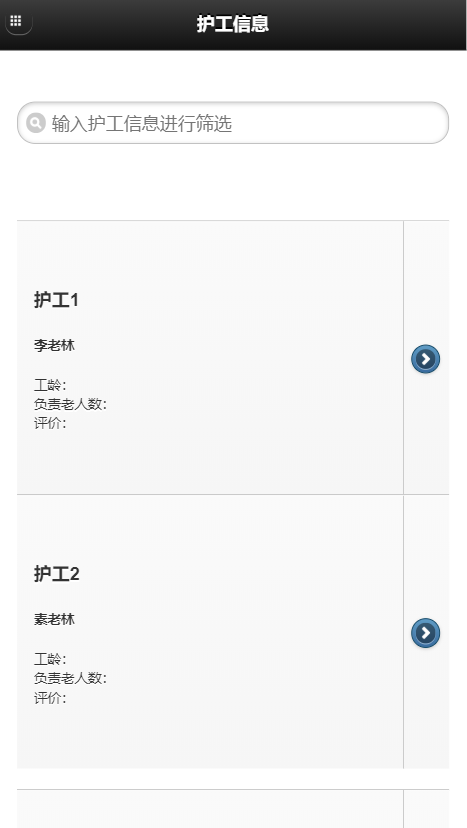 护工信息
输入护工信息进行筛选
护工1
李老林
工龄：
负责老人数：
评价：
护工2
素老林
工龄：
负责老人数：
评价：